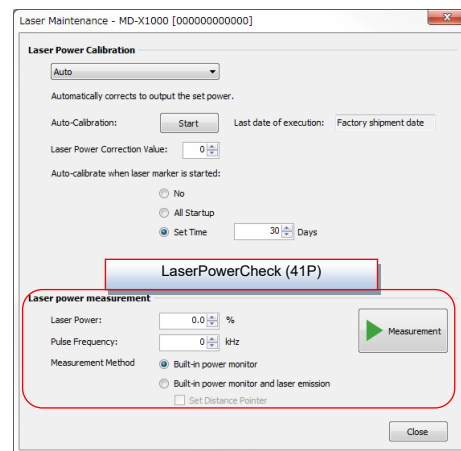 Laser Maintenance - MD-X1000 [000000000000]
Laser Power Calibration
Auto
Automatically corrects to output the set power.
Auto-Calibration: Start Last date of execution: Factory shipment date
Laser Power Correction Value: 0
Auto-calibrate when laser marker is started:
No
All Startup
Set Time 30 Days
LaserPowerCheck (41P)
Laser power measurement
Laser Power: 0.0 %
Pulse Frequency: 0 kHz
Measurement
Measurement Method Built-in power monitor
Built-in power monitor and laser emission
Set Distance Pointer
Close